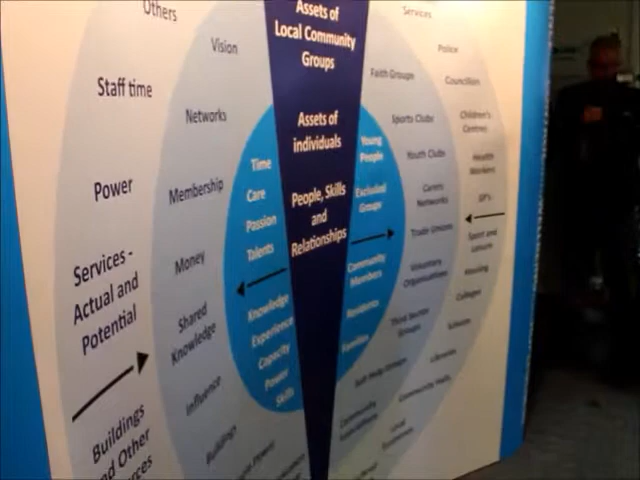 Others
Vision
Staff time
Networks
Power
Membership
Services -
Actual and
Potential
Money
Shared
Knowledge
Influence
Buildings
and Other
Buildings
Assets of
Local Community
Groups
Assets of
individuals
People, Skills
and
Relationships
Time
Care
Passion
Talents
Knowledge
Experience
Capacity
Power
Skills
Young
People
Excluded
Groups
Community
Members
Residents
Families
Services
Police
Faith Groups
Councillors
Sports Clubs
Children's
Centres
Youth Clubs
Health
Workers
Carers
Networks
GP's
Trade Unions
Sport and
Leisure
Voluntary
Organisations
Housing
Colleges
Third Sector
Groups
Schools
Libraries
Self Help Groups
Community Halls
Community
Local